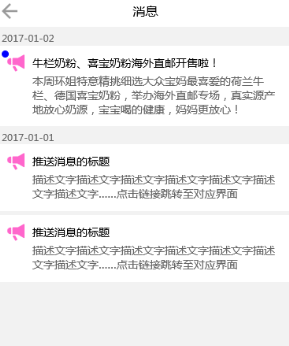 消息
2017-01-02
牛栏奶粉、喜宝奶粉海外直邮开售啦！
本周环姐特意精挑细选大众宝妈最喜爱的荷兰牛
栏、德国喜宝奶粉，举办海外直邮专场，真实源产
地放心奶源，宝宝喝的健康，妈妈更放心！
2017-01-01
推送消息的标题
描述文字描述文字描述文字描述文字描述文字描述
文字描述文字……点击链接跳转至对应界面
推送消息的标题
描述文字描述文字描述文字描述文字描述文字描述
文字描述文字……点击链接跳转至对应界面